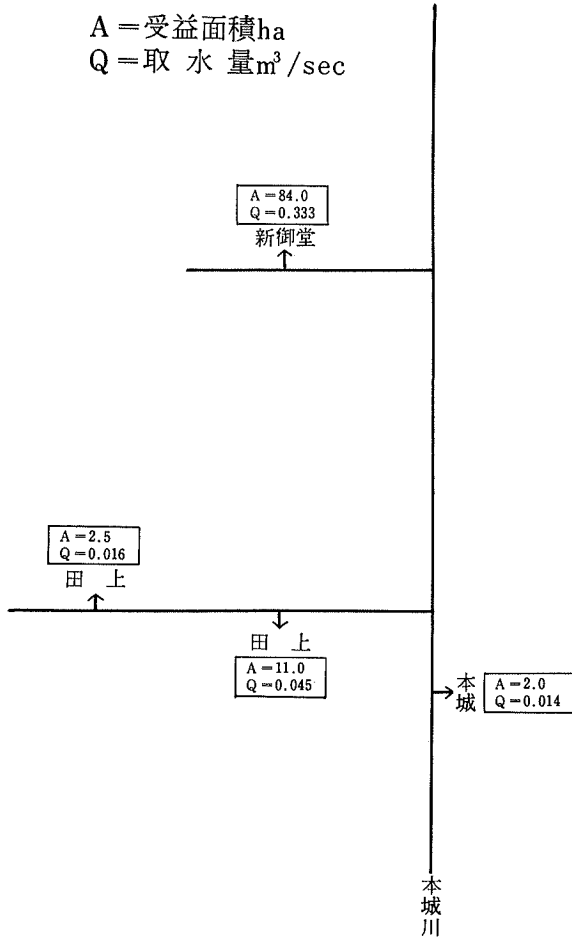 A＝受益面積ha
Q＝取 水 量m³/sec
A＝84.0
Q＝0.333
新御堂
A＝2.5
Q＝0.016
田 上
田 上
A＝11.0
Q＝0.045
本城
A＝2.0
Q＝0.014
本城川